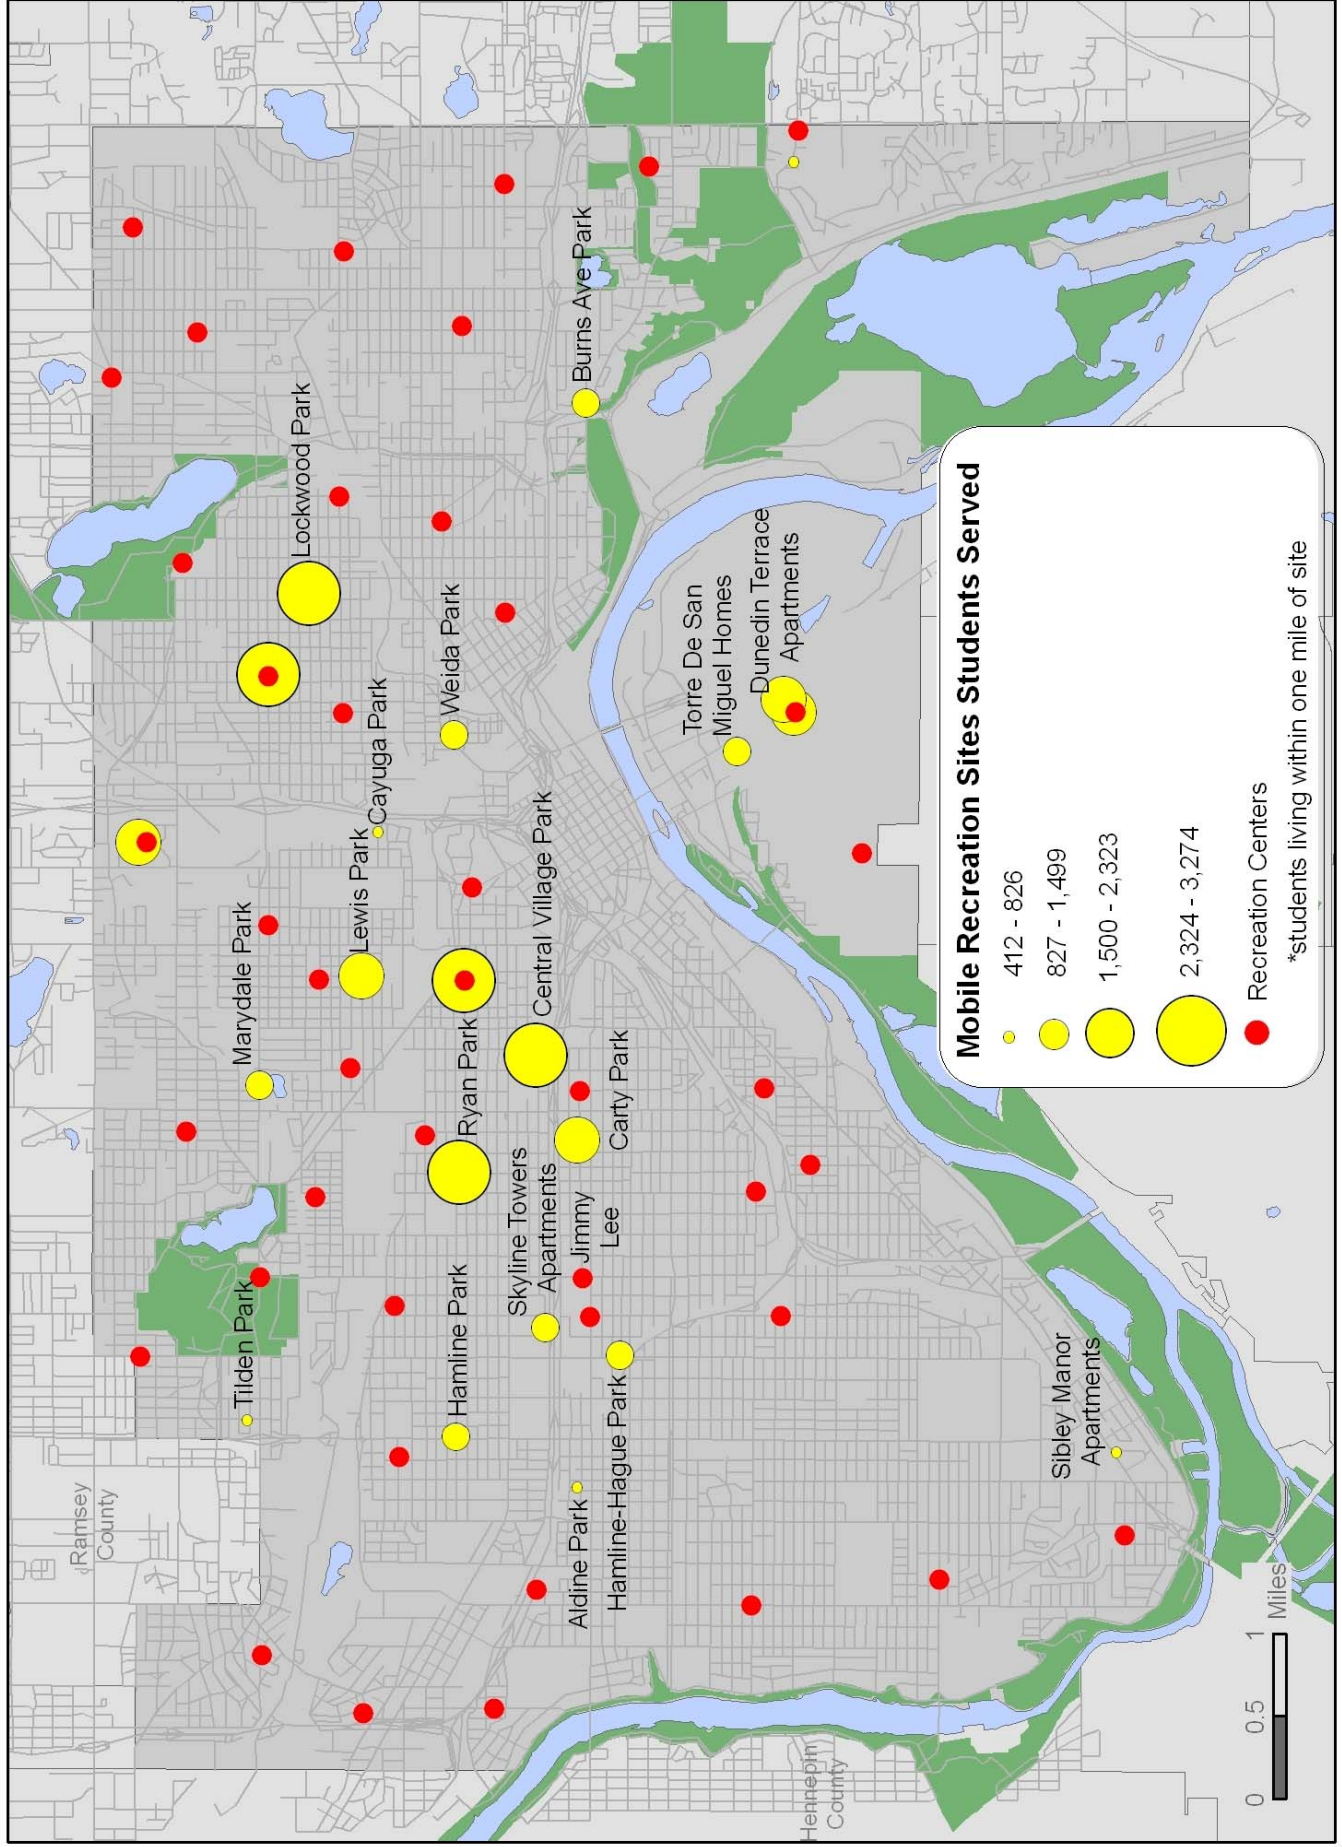 Ramsey
County
Tilden Park
Marydale Park
Lockwood Park
Lewis Park
Cayuga Park
Hamline Park
Ryan Park
Weida Park
Skyline Towers
Apartments
Central Village Park
Aldine Park
Jimmy
Lee
Burns Ave Park
Hamline-Hague Park
Carty Park
Torre De San
Miguel Homes
Dunedin Terrace
Apartments
Hennepin
County
Sibley Manor
Apartments
Mobile Recreation Sites Students Served
412 - 826
827 - 1,499
1,500 - 2,323
2,324 - 3,274
Recreation Centers
*students living within one mile of site
0 0.5 1
Miles